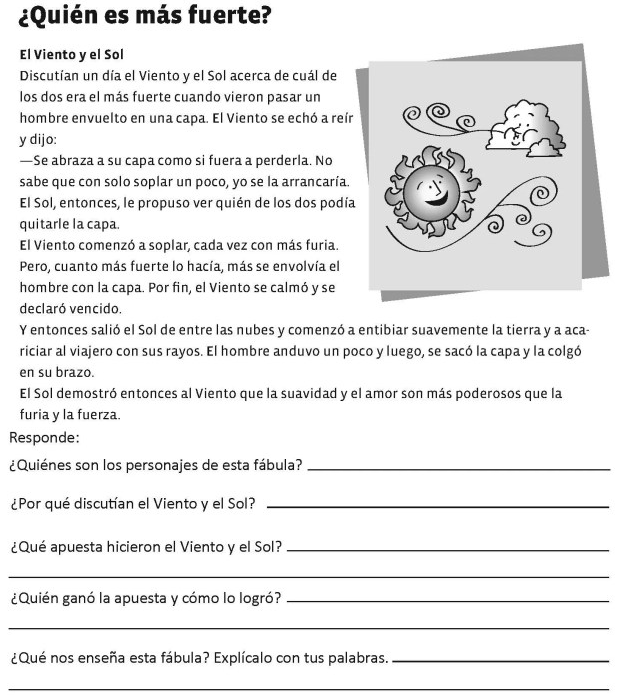 ¿Quién es más fuerte?
El Viento y el Sol
Discutían un día el Viento y el Sol acerca de cuál de
los dos era el más fuerte cuando vieron pasar un
hombre envuelto en una capa. El Viento se echó a reír
y dijo:
—Se abraza a su capa como si fuera a perderla. No
sabe que con solo soplar un poco, yo se la arrancaría.
El Sol, entonces, le propuso ver quién de los dos podía
quitarle la capa.
El Viento comenzó a soplar, cada vez con más furia.
Pero, cuanto más fuerte lo hacía, más se envolvía el
hombre con la capa. Por fin, el Viento se calmó y se
declaró vencido.
Y entonces salió el Sol de entre las nubes y comenzó a entibiar suavemente la tierra y a aca-
riciar al viajero con sus rayos. El hombre anduvo un poco y luego, se sacó la capa y la colgó
en su brazo.
El Sol demostró entonces al Viento que la suavidad y el amor son más poderosos que la
furia y la fuerza.
Responde:
¿Quiénes son los personajes de esta fábula?
¿Por qué discutían el Viento y el Sol?
¿Qué apuesta hicieron el Viento y el Sol?
¿Quién ganó la apuesta y cómo lo logró?
¿Qué nos enseña esta fábula? Explícalo con tus palabras.